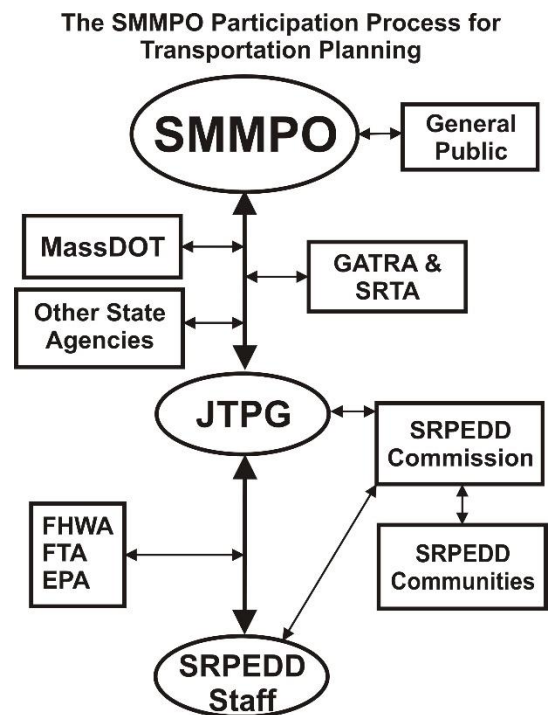 The SMMPO Participation Process for
Transportation Planning
SMMPO
General
Public
MassDOT
GATRA &
SRTA
Other State
Agencies
JTPG
SRPEDD
Commission
FHWA
FTA
EPA
SRPEDD
Communities
SRPEDD
Staff